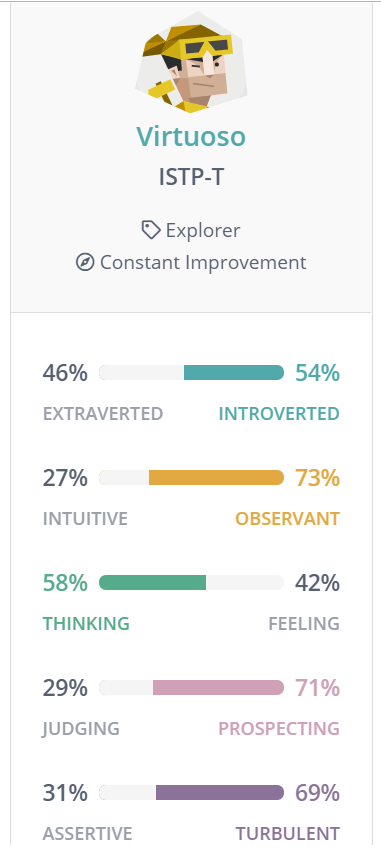 Virtuoso
ISTP-T
Explorer
Constant Improvement
46% 54%
EXTRAVERTED INTROVERTED
27% 73%
INTUITIVE OBSERVANT
58% 42%
THINKING FEELING
29% 71%
JUDGING PROSPECTING
31% 69%
ASSERTIVE TURBULENT